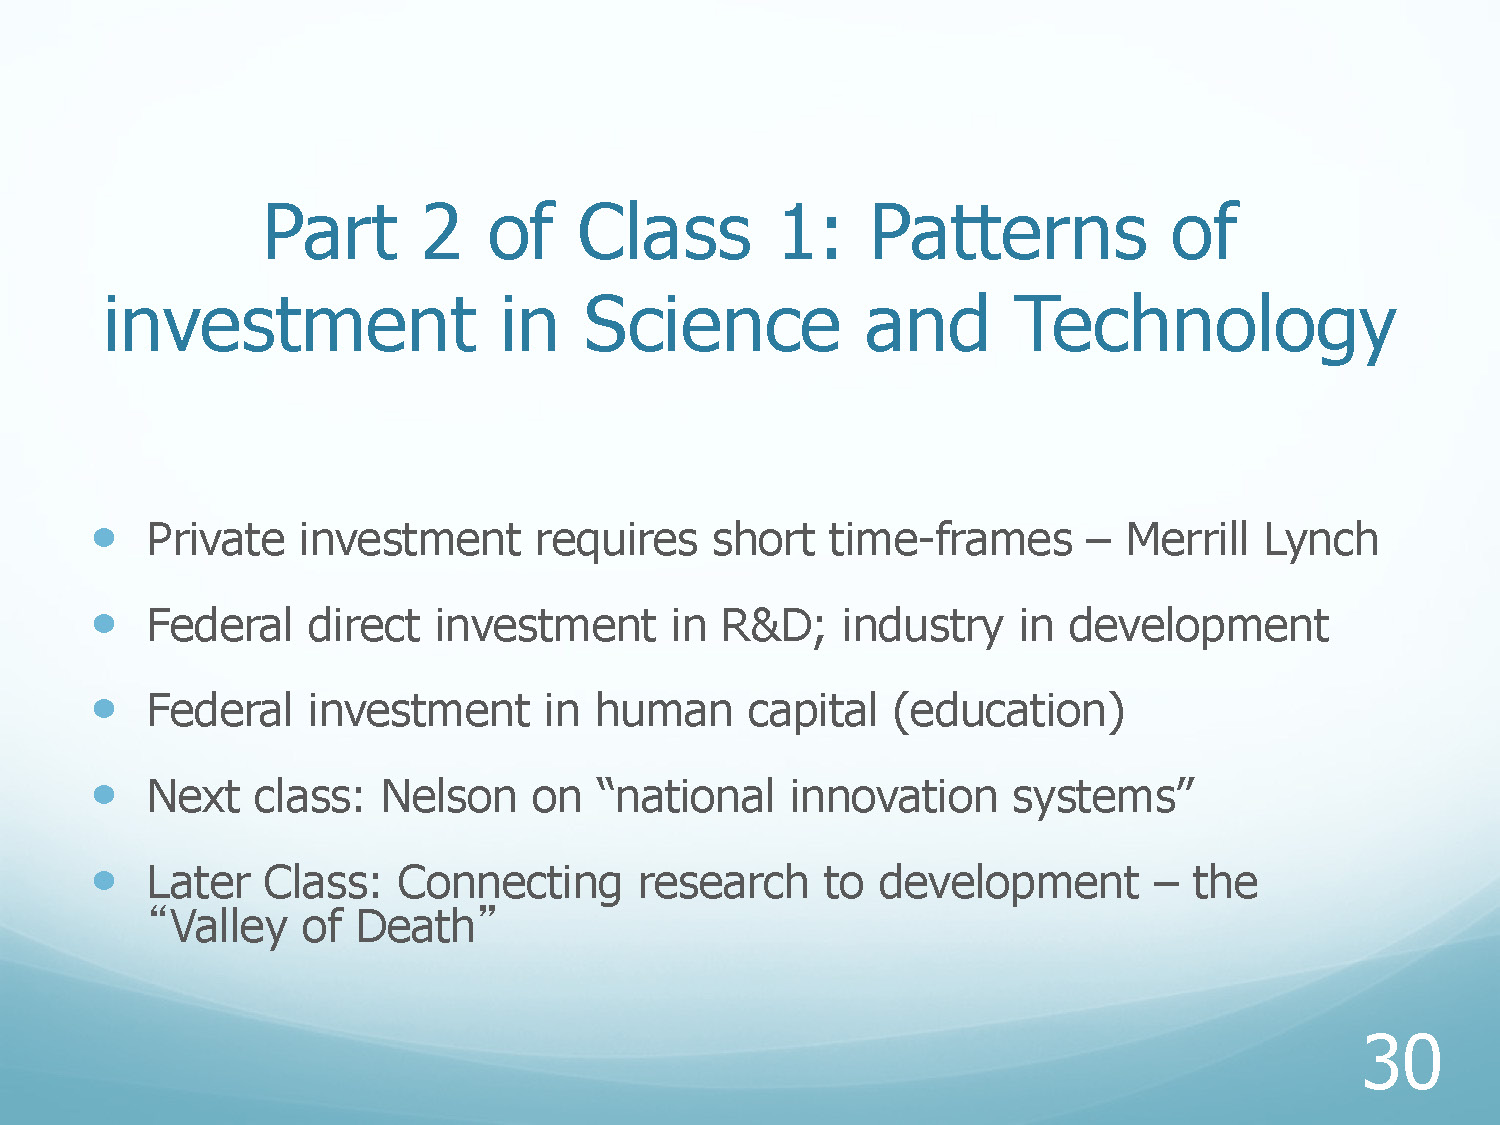 Part 2 of Class 1: Patterns of
investment in Science and Technology
• Private investment requires short time-frames – Merrill Lynch
• Federal direct investment in R&D; industry in development
• Federal investment in human capital (education)
• Next class: Nelson on “national innovation systems”
• Later Class: Connecting research to development – the
“Valley of Death”
30